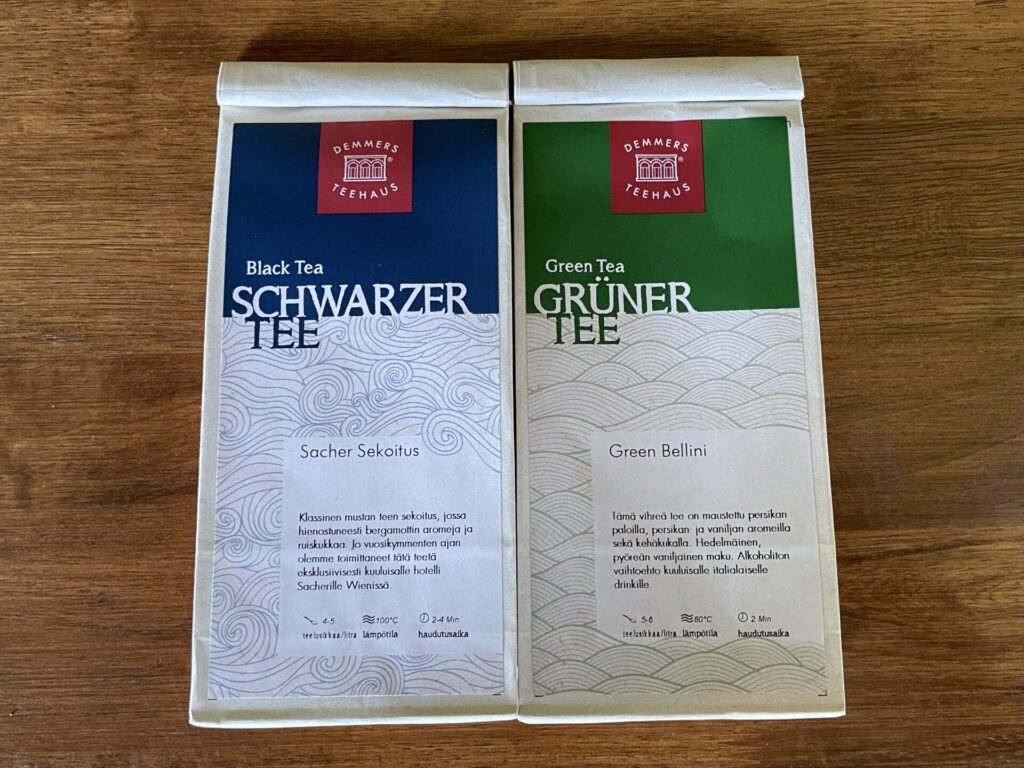 DEMMERS
TEEHAUS
Black Tea
SCHWARZER
TEE
Sacher Sekoitus
Klassinen mustan teen sekoitus, jossa
hienostuneesti bergamottin aromeja ja
ruiskukkaa. Jo vuosikymmenten ajan
olemme toimittaneet tätä teetä
eksklusiivisesti kuuluisalle hotelli
Sacherille Wienissä.
4-5 100°C 2-4 Min.
teelusikkaa/litra lämpötila haudutusaika
DEMMERS
TEEHAUS
Green Tea
GRÜNER
TEE
Green Bellini
Tämä vihreä tee on maustettu persikan
paloilla, persikan- ja vaniljan aromeilla
sekä kehäkukalla. Hedelmäinen,
pyöreän vaniljainen maku. Alkoholiton
vaihtoehto kuuluisalle italialaiselle
drinkille.
5-6 80°C 2 Min.
teelusikkaa/litra lämpötila haudutusaika